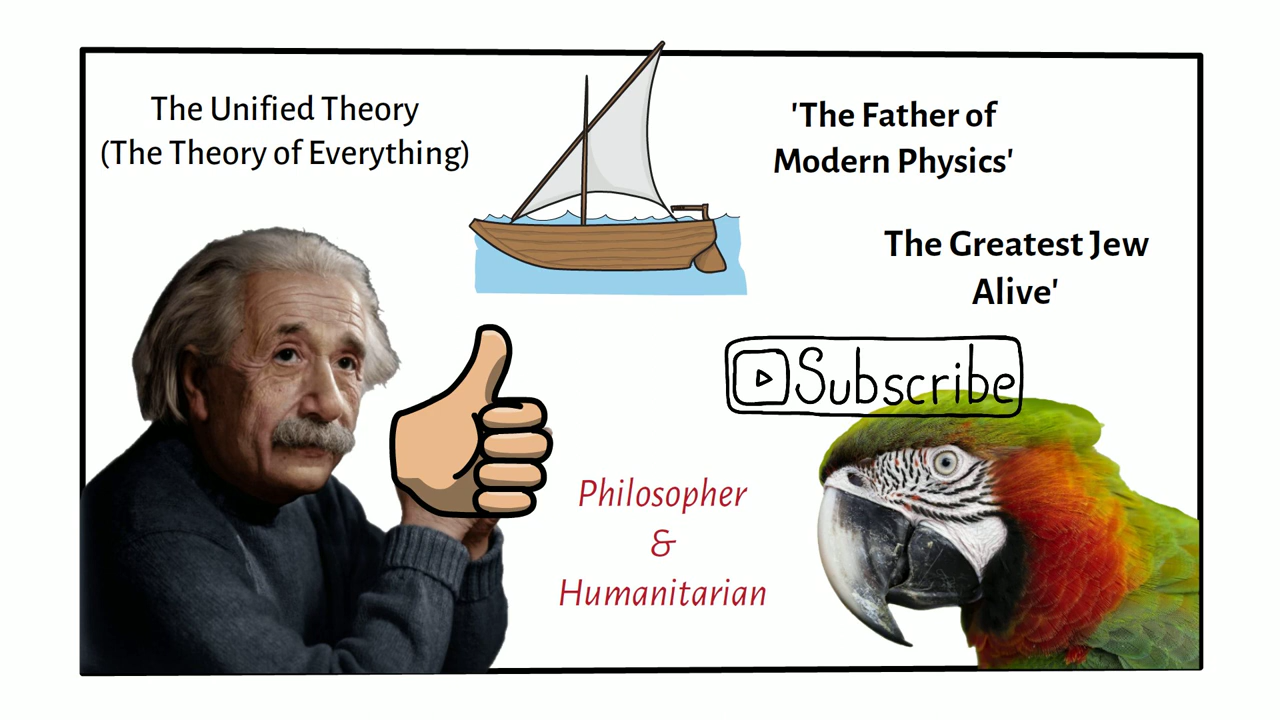 The Unified Theory
(The Theory of Everything)
'The Father of
Modern Physics'
The Greatest Jew
Alive'
Subscribe
Philosopher
&
Humanitarian